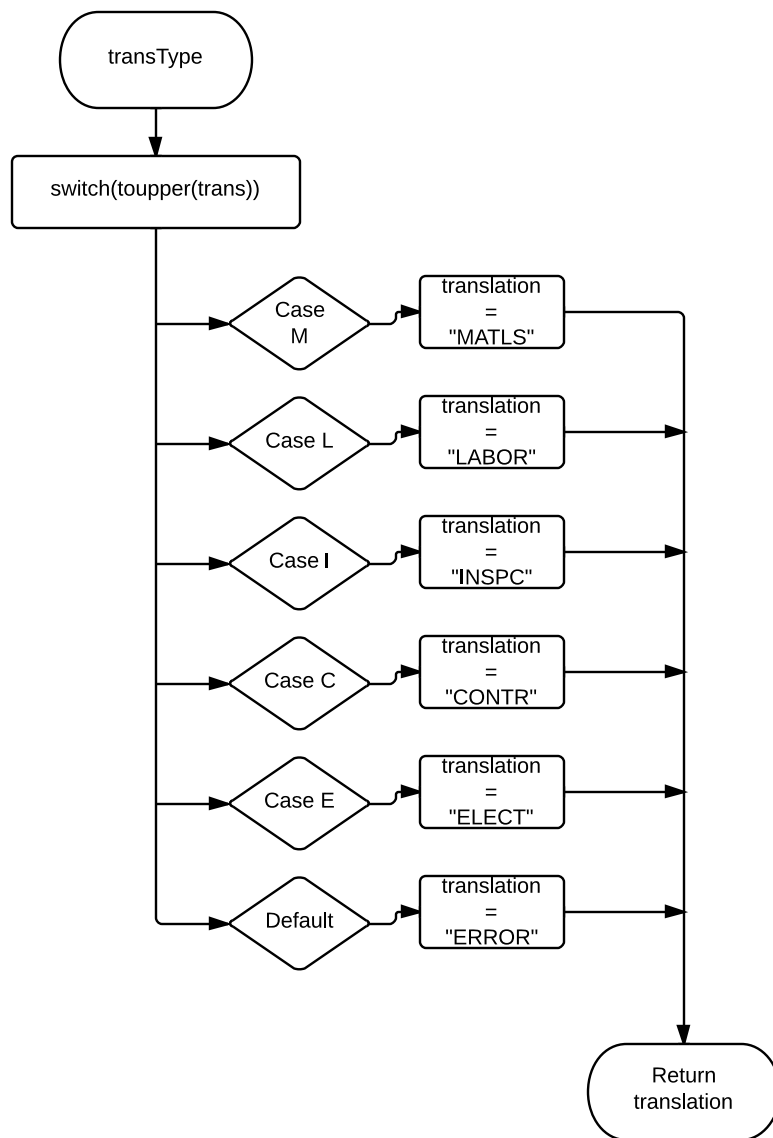 transType
switch(toupper(trans))
Case
M
translation
=
"MATLS"
Case L
translation
=
"LABOR"
Case I
translation
=
"INSPC"
Case C
translation
=
"CONTR"
Case E
translation
=
"ELECT"
Default
translation
=
"ERROR"
Return
translation